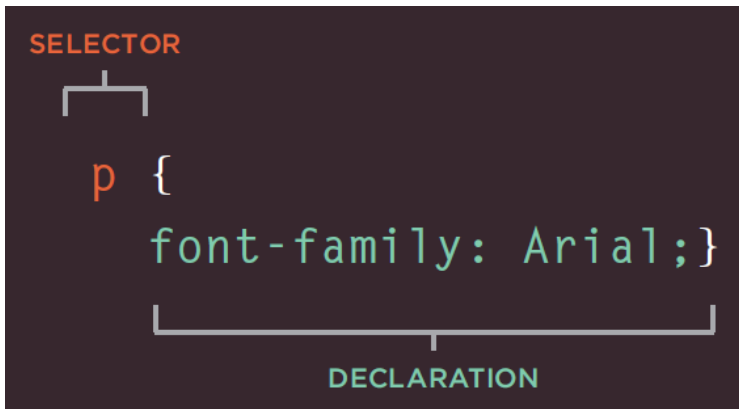 SELECTOR
p {
font-family: Arial;}
DECLARATION